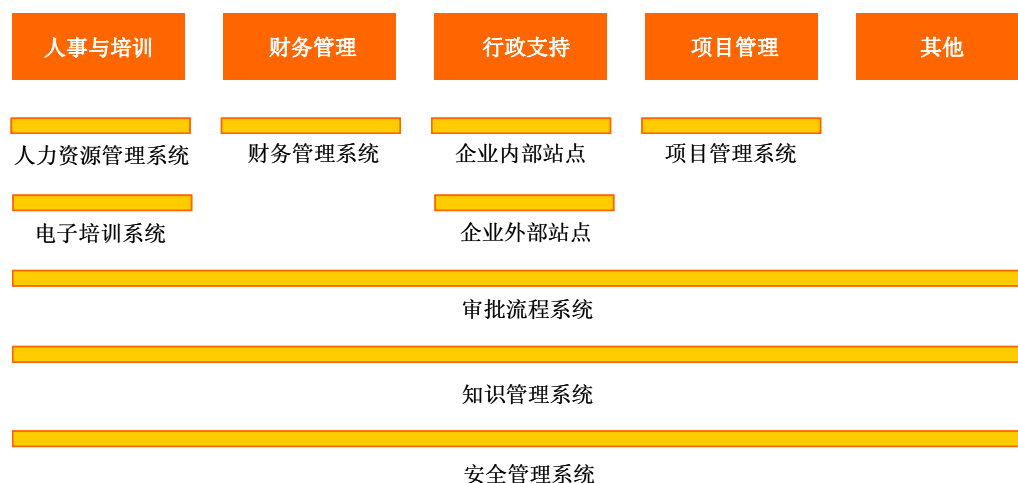 人事与培训
财务管理
行政支持
项目管理
其他
人力资源管理系统
财务管理系统
企业内部站点
项目管理系统
电子培训系统
企业外部站点
审批流程系统
知识管理系统
安全管理系统